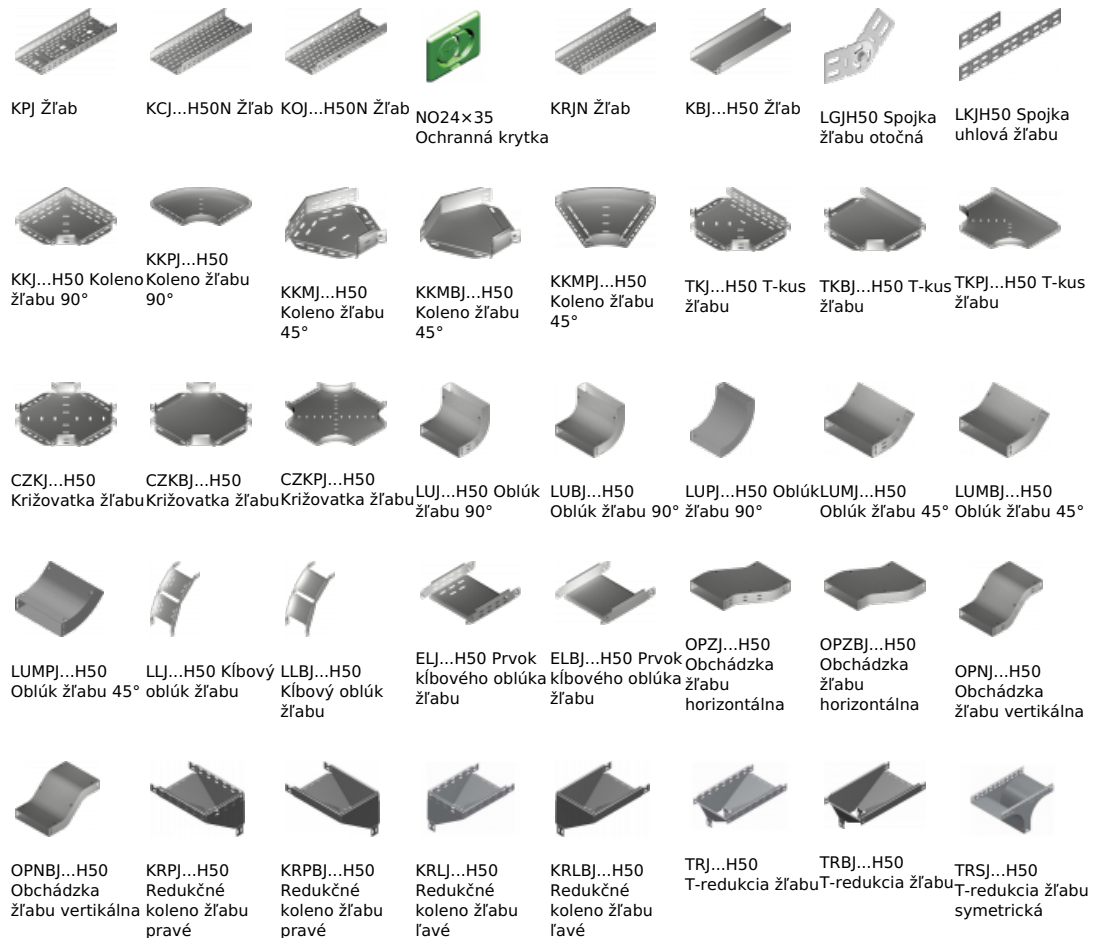 KPJ Žľab
KCJ...H50N Žľab
KOJ...H50N Žľab
NO24×35
Ochranná krytka
KRJN Žľab
KBJ...H50 Žľab
LGJH50 Spojka
žľabu otočná
LKJH50 Spojka
uhlová žľabu
KKJ...H50 Koleno
žľabu 90°
KKPJ...H50
Koleno žľabu
90°
KKMJ...H50
Koleno žľabu
45°
KKMBJ...H50
Koleno žľabu
45°
KKMPJ...H50
Koleno žľabu
45°
TKJ...H50 T-kus
žľabu
TKBJ...H50 T-kus
žľabu
TKPJ...H50 T-kus
žľabu
CZKJ...H50
Križovatka žľabu
CZKBJ...H50
Križovatka žľabu
CZKPJ...H50
Križovatka žľabu
LUJ...H50 Oblúk
žľabu 90°
LUBJ...H50
Oblúk žľabu 90°
LUPJ...H50 Oblúk
žľabu 90°
LUMJ...H50
Oblúk žľabu 45°
LUMBJ...H50
Oblúk žľabu 45°
LUMPJ...H50
Oblúk žľabu 45°
LLJ...H50 Kĺbový
oblúk žľabu
LLBJ...H50
Kĺbový oblúk
žľabu
ELJ...H50 Prvok
kĺbového oblúka
žľabu
ELBJ...H50 Prvok
kĺbového oblúka
žľabu
OPZJ...H50
Obchádzka
žľabu
horizontálna
OPZBJ...H50
Obchádzka
žľabu
horizontálna
OPNJ...H50
Obchádzka
žľabu vertikálna
OPNBJ...H50
Obchádzka
žľabu vertikálna
KRPJ...H50
Redukčné
koleno žľabu
pravé
KRPBJ...H50
Redukčné
koleno žľabu
pravé
KRLJ...H50
Redukčné
koleno žľabu
ľavé
KRLBJ...H50
Redukčné
koleno žľabu
ľavé
TRJ...H50
T-redukcia žľabu
TRBJ...H50
T-redukcia žľabu
TRSJ...H50
T-redukcia žľabu
symetrická